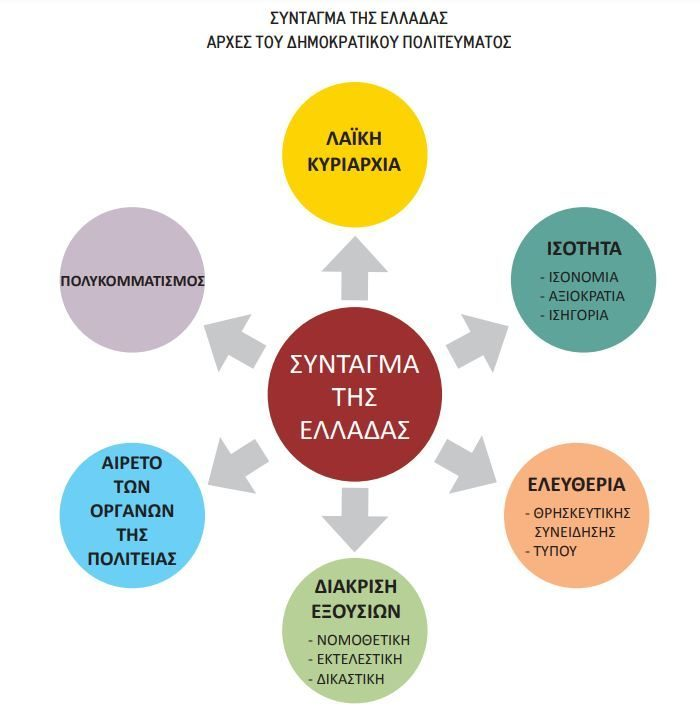 ΣΥΝΤΑΓΜΑ ΤΗΣ ΕΛΛΑΔΑΣ
ΑΡΧΕΣ ΤΟΥ ΔΗΜΟΚΡΑΤΙΚΟΥ ΠΟΛΙΤΕΥΜΑΤΟΣ
ΛΑΪΚΗ
ΚΥΡΙΑΡΧΙΑ
ΙΣΟΤΗΤΑ
- ΙΣΟΝΟΜΙΑ
- ΑΞΙΟΚΡΑΤΙΑ
- ΙΣΗΓΟΡΙΑ
ΕΛΕΥΘΕΡΙΑ
- ΘΡΗΣΚΕΥΤΙΚΗΣ
ΣΥΝΕΙΔΗΣΗΣ
- ΤΥΠΟΥ
ΔΙΑΚΡΙΣΗ
ΕΞΟΥΣΙΩΝ
- ΝΟΜΟΘΕΤΙΚΗ
- ΕΚΤΕΛΕΣΤΙΚΗ
- ΔΙΚΑΣΤΙΚΗ
ΑΙΡΕΤΟ
ΤΩΝ
ΟΡΓΑΝΩΝ
ΤΗΣ
ΠΟΛΙΤΕΙΑΣ
ΠΟΛΥΚΟΜΜΑΤΙΣΜΟΣ
ΣΥΝΤΑΓΜΑ
ΤΗΣ
ΕΛΛΑΔΑΣ